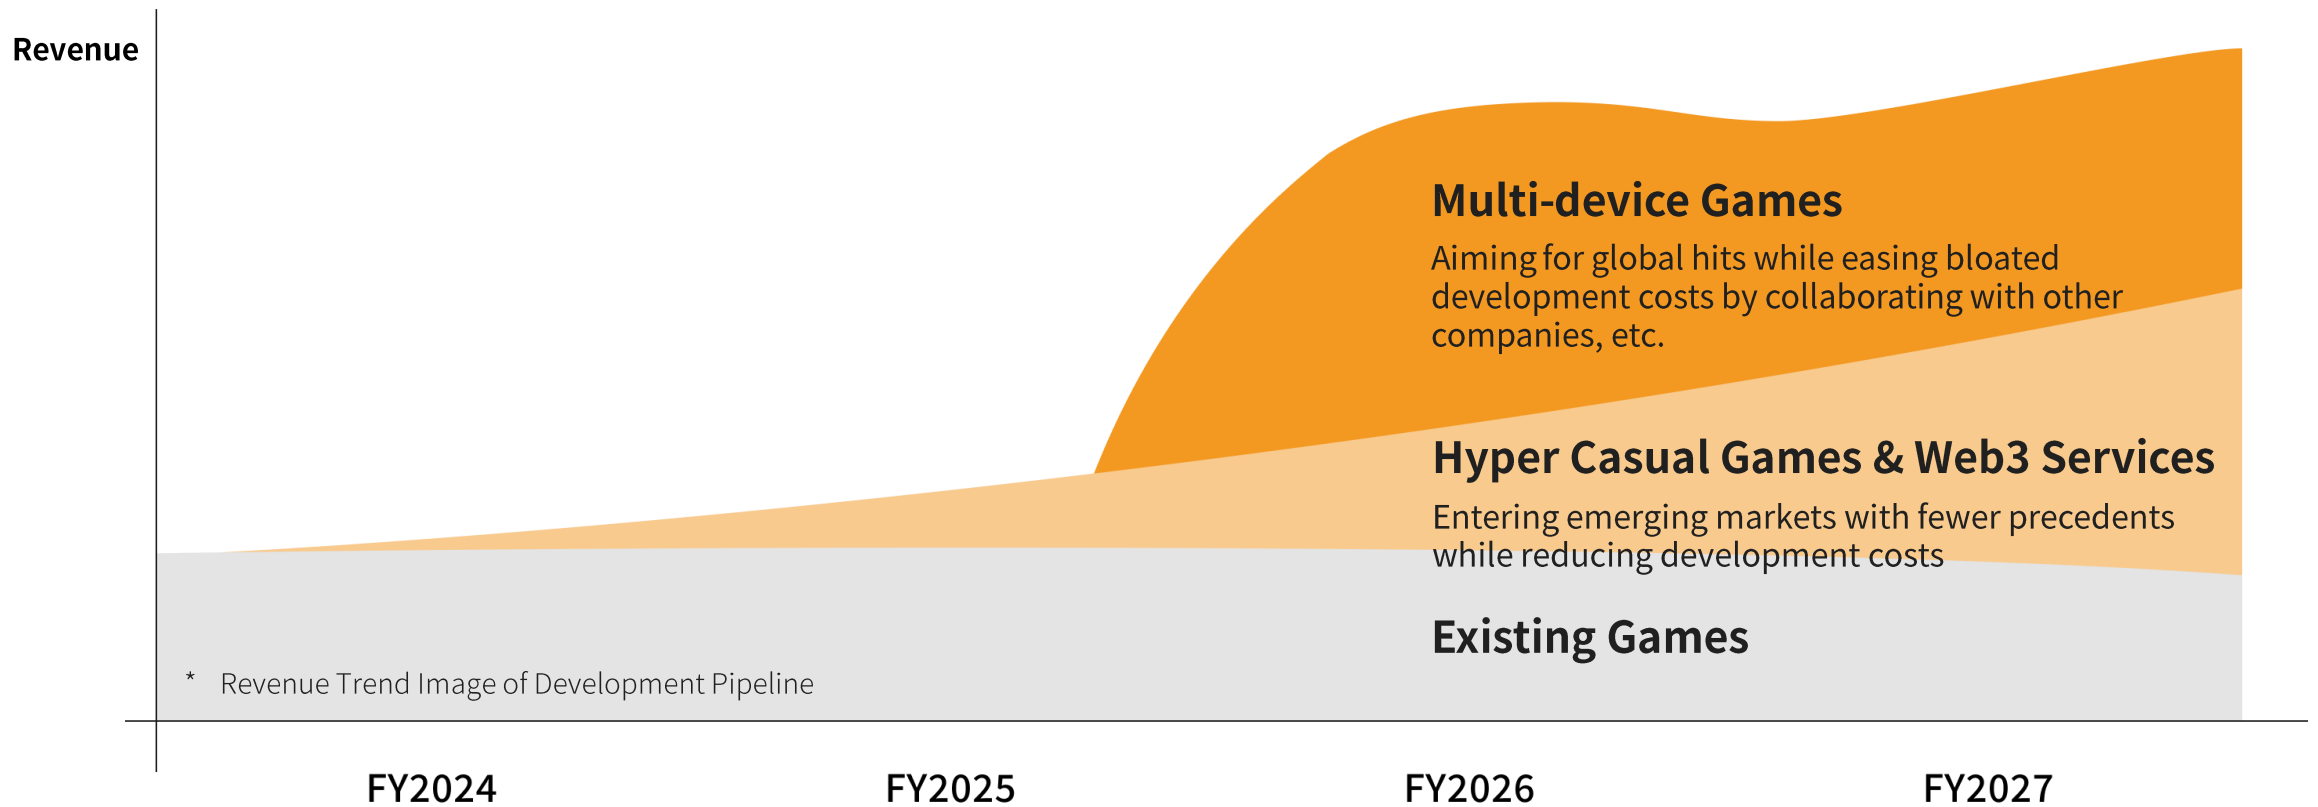 Revenue
Multi-device Games
Aiming for global hits while easing bloated
development costs by collaborating with other
companies, etc.
Hyper Casual Games & Web3 Services
Entering emerging markets with fewer precedents
while reducing development costs
Existing Games
* Revenue Trend Image of Development Pipeline
FY2024 FY2025 FY2026 FY2027